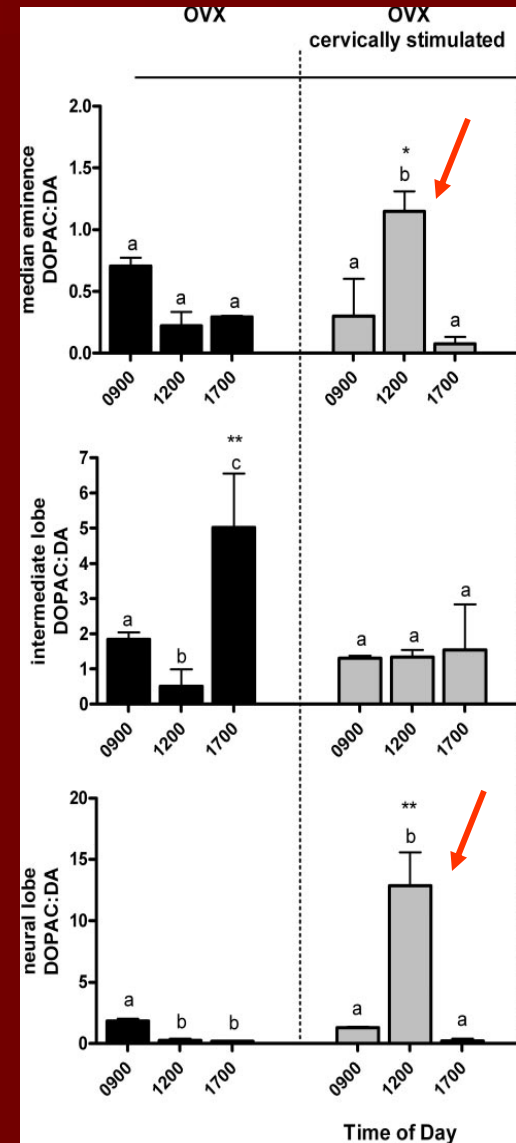 OVX
OVX
cervically stimulated
median eminence
DOPAC:DA
2.0
1.5
1.0
0.5
0.0
a
a
a
a
*
b
a
0900
1200
1700
0900
1200
1700
intermediate lobe
DOPAC:DA
7
6
5
4
3
2
1
0
a
b
**
c
a
a
a
0900
1200
1700
0900
1200
1700
neural lobe
DOPAC:DA
20
15
10
5
0
a
b
b
a
**
b
a
0900
1200
1700
0900
1200
1700
Time of Day